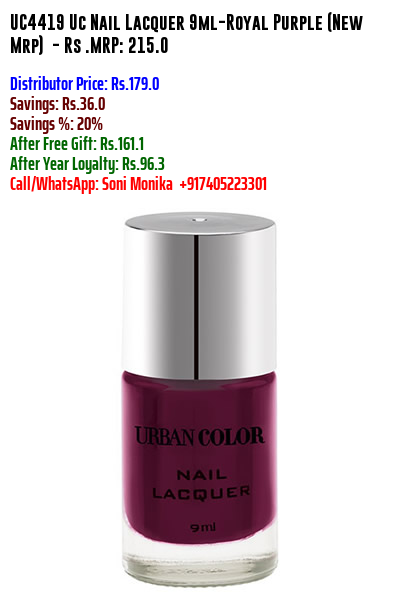 UC4419 Uc Nail Lacquer 9ml-Royal Purple (New
Mrp) - Rs .MRP: 215.0
Distributor Price: Rs.179.0
Savings: Rs.36.0
Savings %: 20%
After Free Gift: Rs.161.1
After Year Loyalty: Rs.96.3
Call/WhatsApp: Soni Monika +917405223301
URBAN COLOR
NAIL
LACQUER
9ml